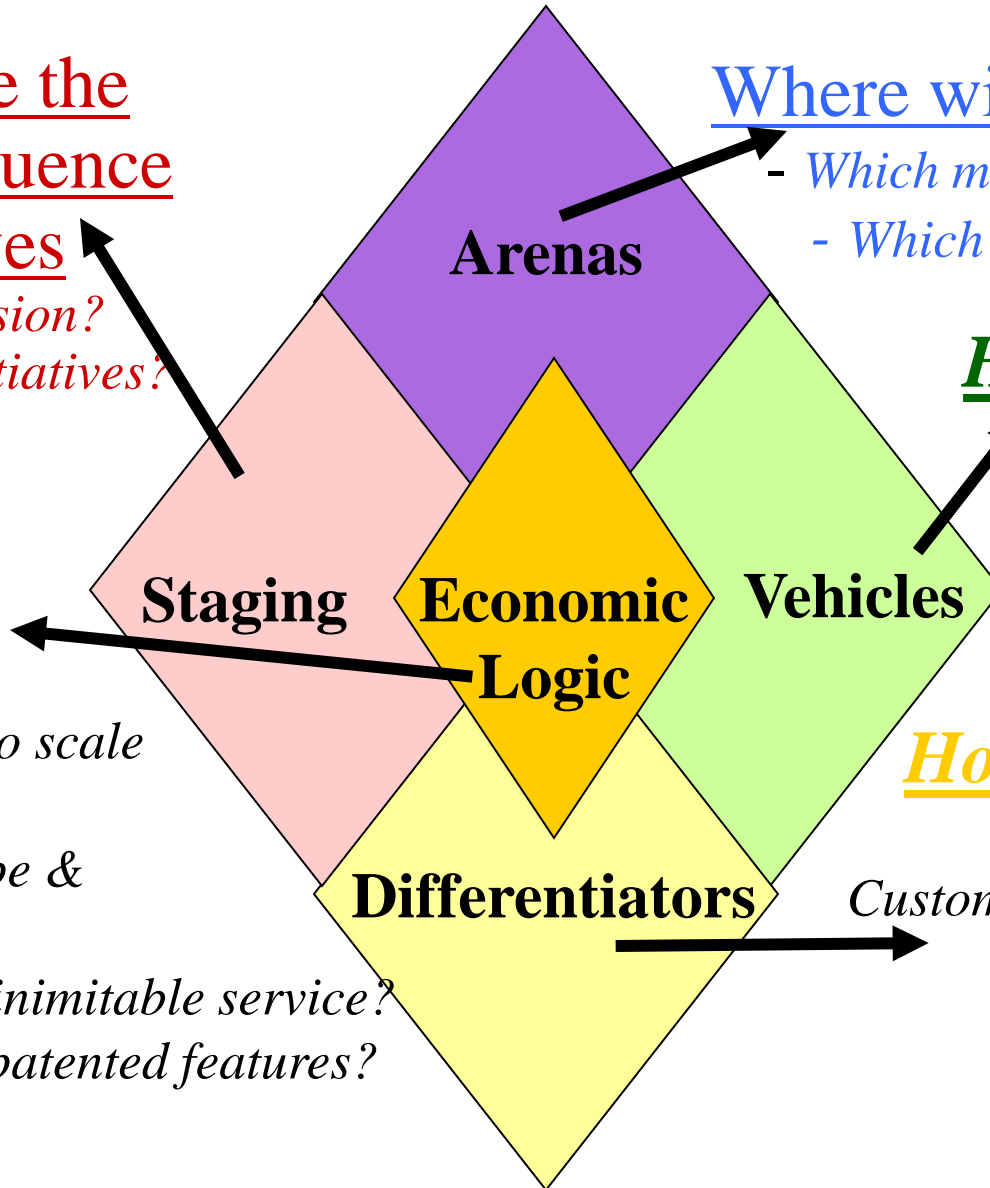 e the
uence
es
sion?
tiatives?
Where wi
- Which m
- Which
Arenas
H
Staging
Economic
Logic
Vehicles
o scale
pe &
inimitable service?
patented features?
Ho
Differentiators
Custom